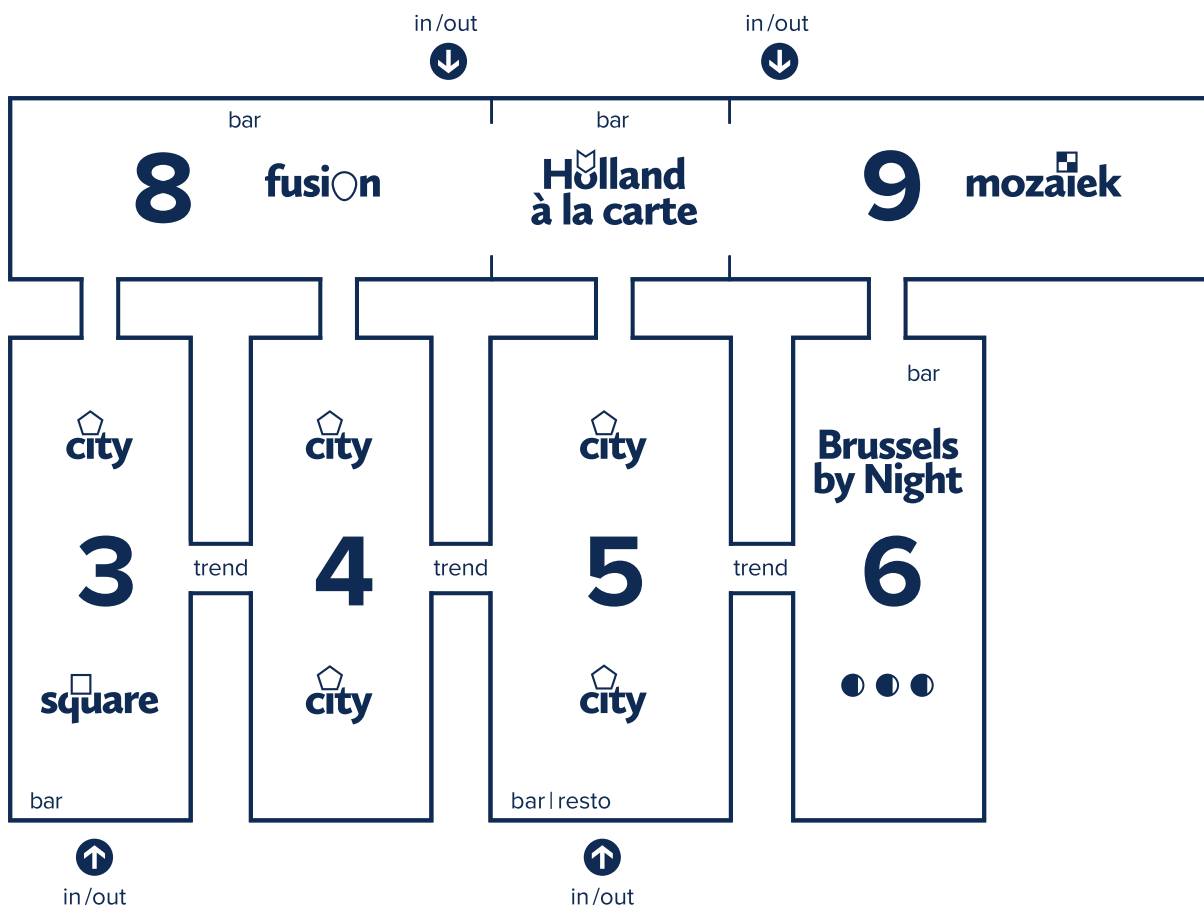 in/out
in/out
bar
bar
8
fusion
Holland
à la carte
9
mozaïek
bar
city
city
city
Brussels
by Night
3
trend
4
trend
5
trend
6
square
city
city
bar
bar|resto
in/out
in/out